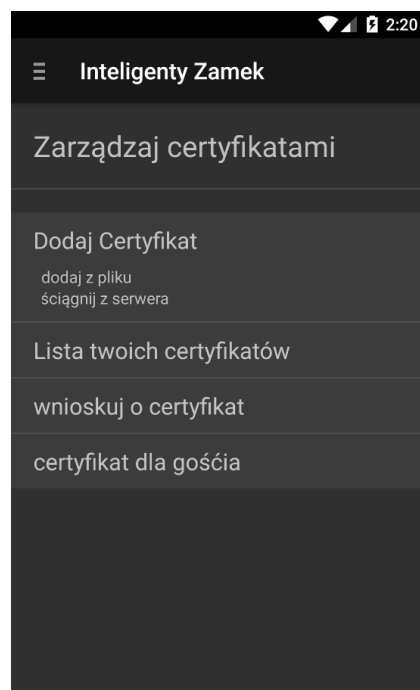 2:20
Inteligenty Zamek
Zarządzaj certyfikatami
Dodaj Certyfikat
dodaj z pliku
ściągnij z serwera
Lista twoich certyfikatów
wnioskuj o certyfikat
certyfikat dla gośćia